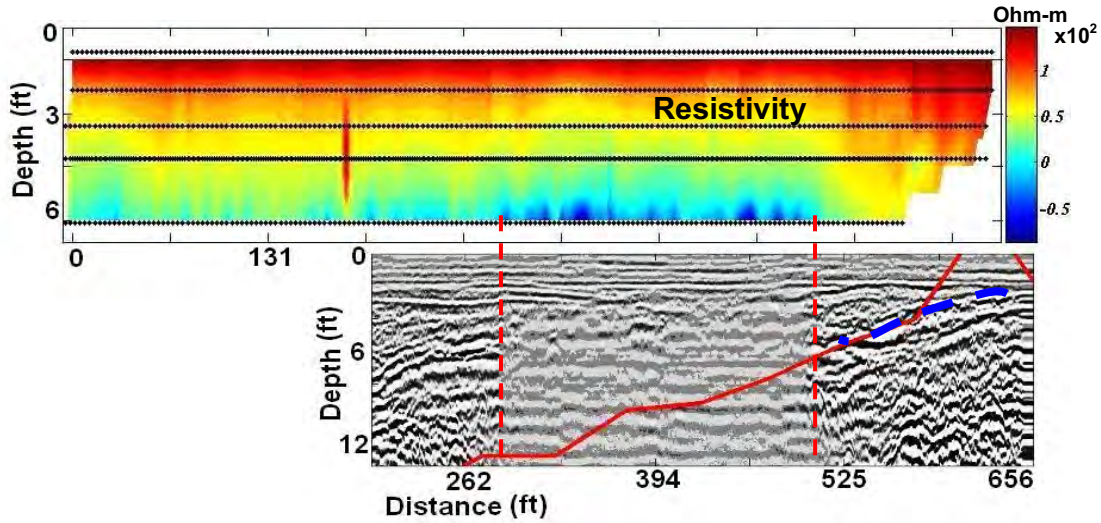 Ohm-m
x10²
0
3
6
Depth (ft)
Resistivity
1
0.5
0
-0.5
0
131
0
6
12
Depth (ft)
262
394
525
656
Distance (ft)